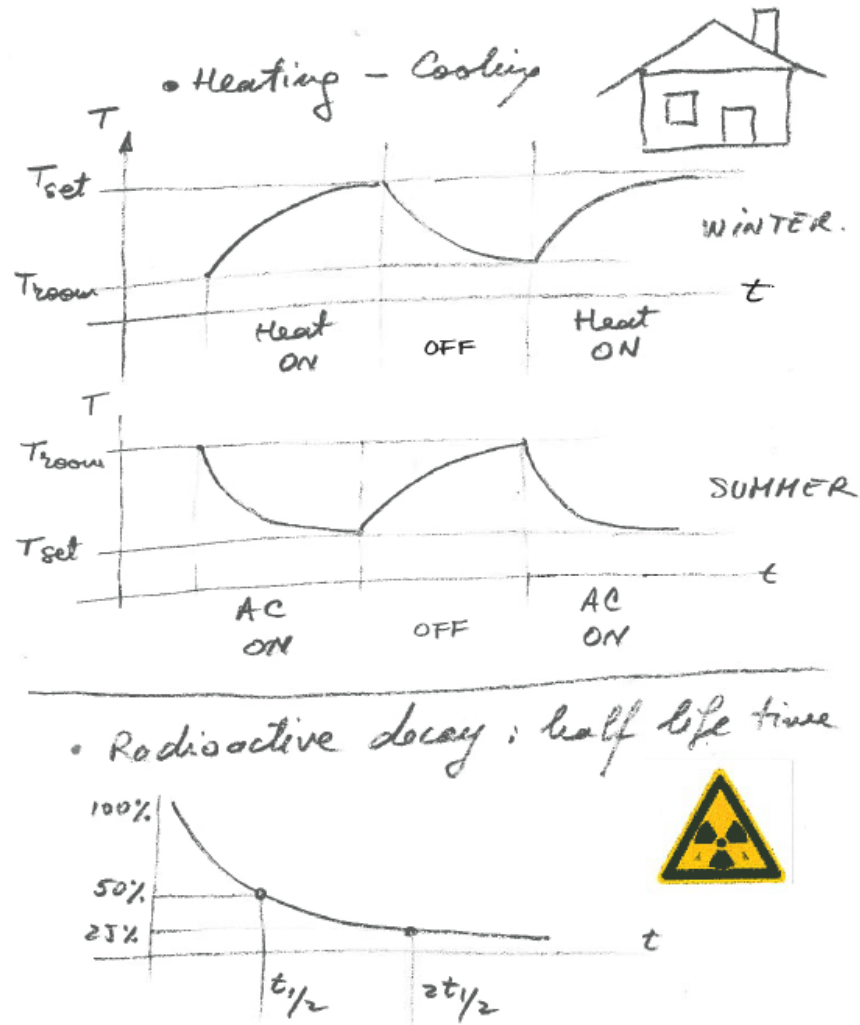 • Heating - Cooling
T
Tset
WINTER.
Troom
t
Heat ON
OFF
Heat ON
T
Troom
SUMMER
Tset
t
AC ON
OFF
AC ON
• Radioactive decay : half life time
100%
50%
25%
t
t1/2
2t1/2